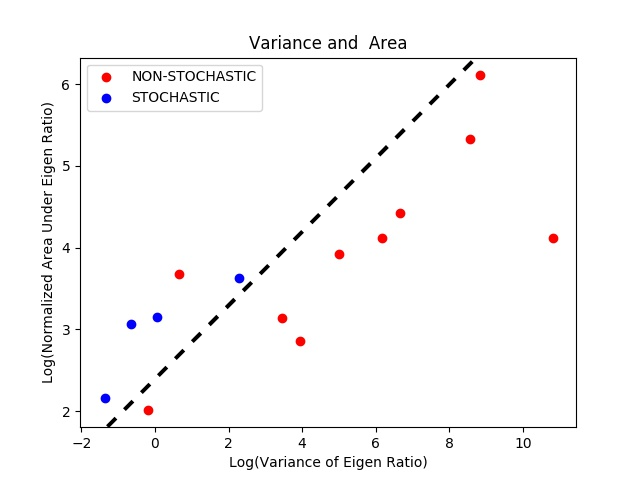 Variance and  Area
NON-STOCHASTIC
STOCHASTIC
Log(Normalized Area Under Eigen Ratio)
6
5
4
3
2
−2 0 2 4 6 8 10
Log(Variance of Eigen Ratio)